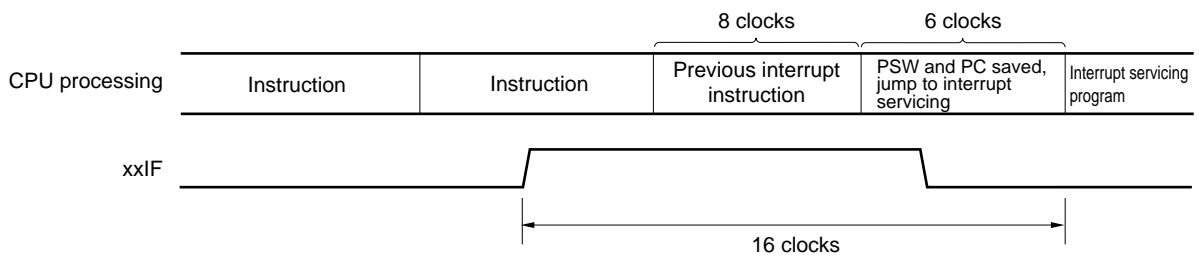 8 clocks
6 clocks
CPU processing
Instruction
Instruction
Previous interrupt
instruction
PSW and PC saved,
jump to interrupt
servicing
Interrupt servicing
program
xxIF
16 clocks